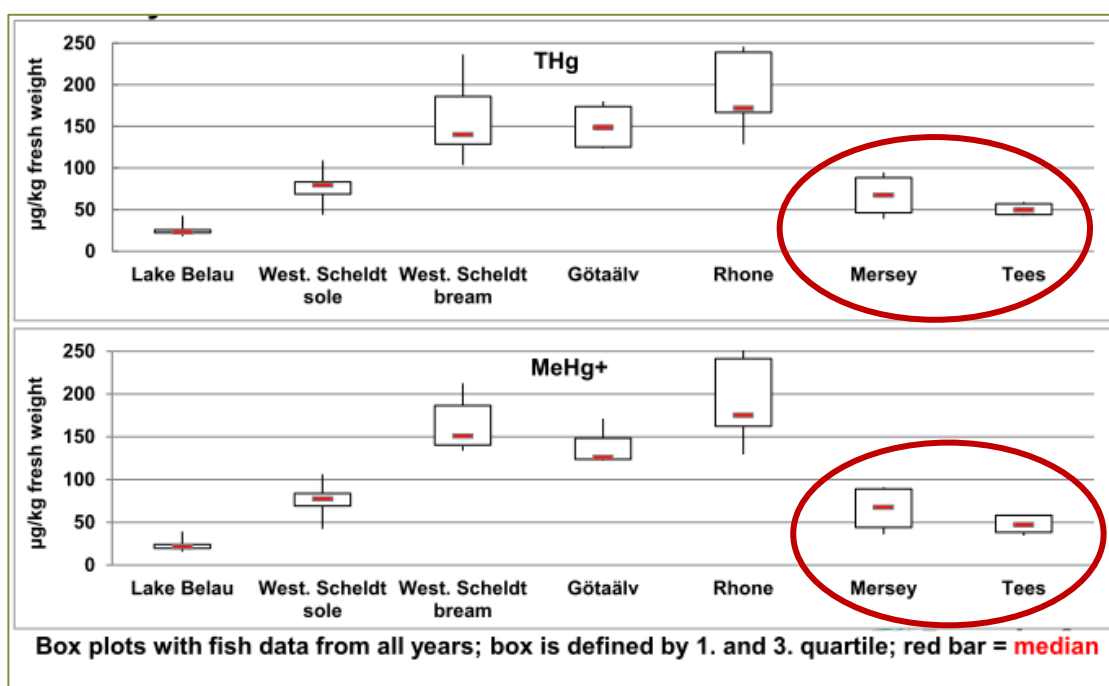 THg
µg/kg fresh weight
250
200
150
100
50
0
Lake Belau West. Scheldt sole West. Scheldt bream Götaälv Rhone Mersey Tees
MeHg+
µg/kg fresh weight
250
200
150
100
50
0
Lake Belau West. Scheldt sole West. Scheldt bream Götaälv Rhone Mersey Tees
Box plots with fish data from all years; box is defined by 1. and 3. quartile; red bar = median